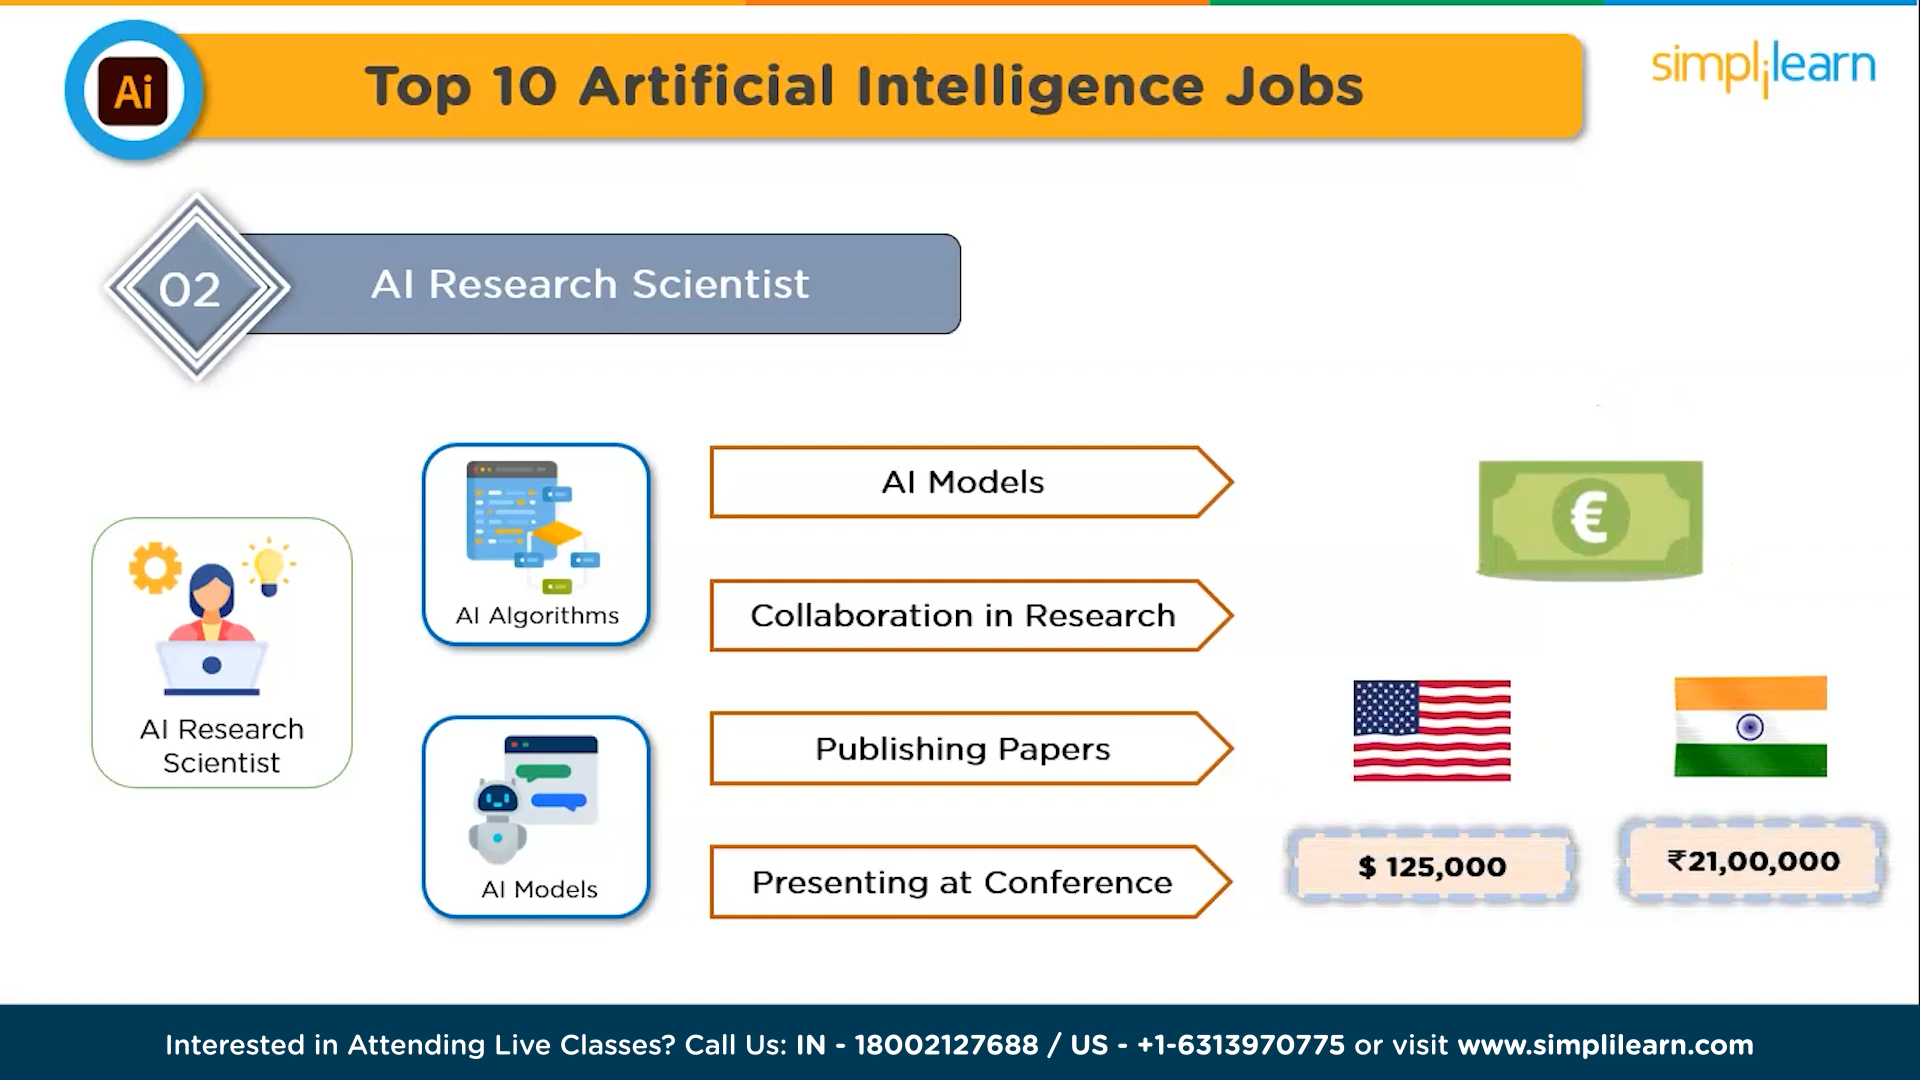 Ai
Top 10 Artificial Intelligence Jobs
simplilearn
02
AI Research Scientist
AI Research
Scientist
AI Algorithms
AI Models
AI Models
Collaboration in Research
Publishing Papers
Presenting at Conference
€
$ 125,000
₹21,00,000
Interested in Attending Live Classes? Call Us: IN - 18002127688 / US - +1-6313970775 or visit www.simplilearn.com